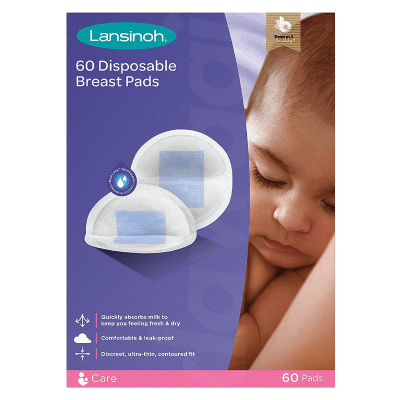 Lansinoh.
60 Disposable
Breast Pads
Quickly absorbs milk to
keep you feeling fresh & dry
Comfortable & leak-proof
Discreet, ultra-thin, contoured fit
Care
60 Pads